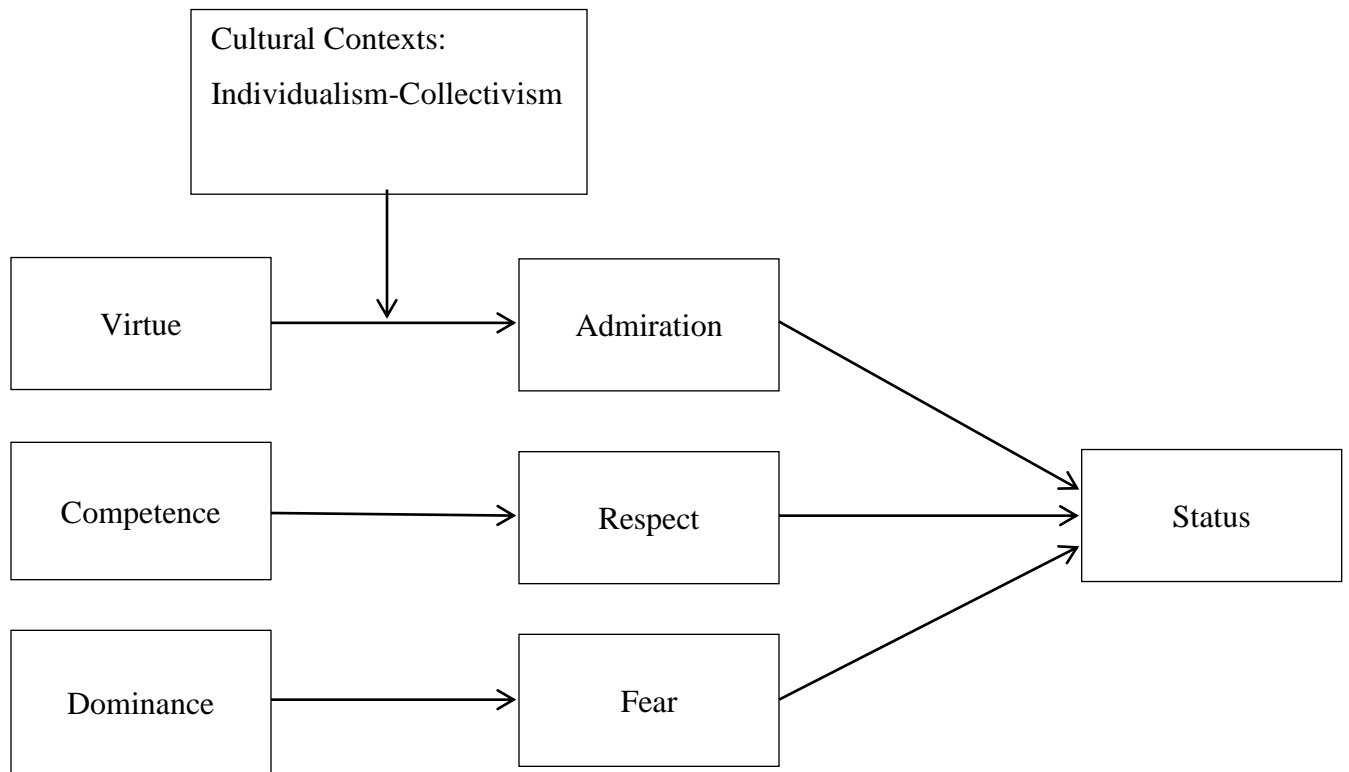 Cultural Contexts:
Individualism-Collectivism
Virtue
Admiration
Competence
Respect
Status
Dominance
Fear